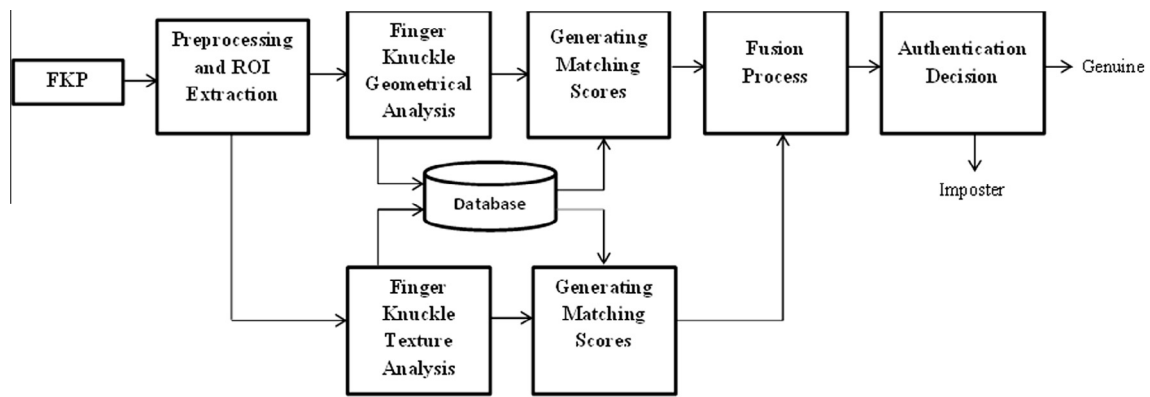 FKP
Preprocessing
and ROI
Extraction
Finger
Knuckle
Geometrical
Analysis
Generating
Matching
Scores
Fusion
Process
Authentication
Decision
Genuine
Imposter
Database
Finger
Knuckle
Texture
Analysis
Generating
Matching
Scores